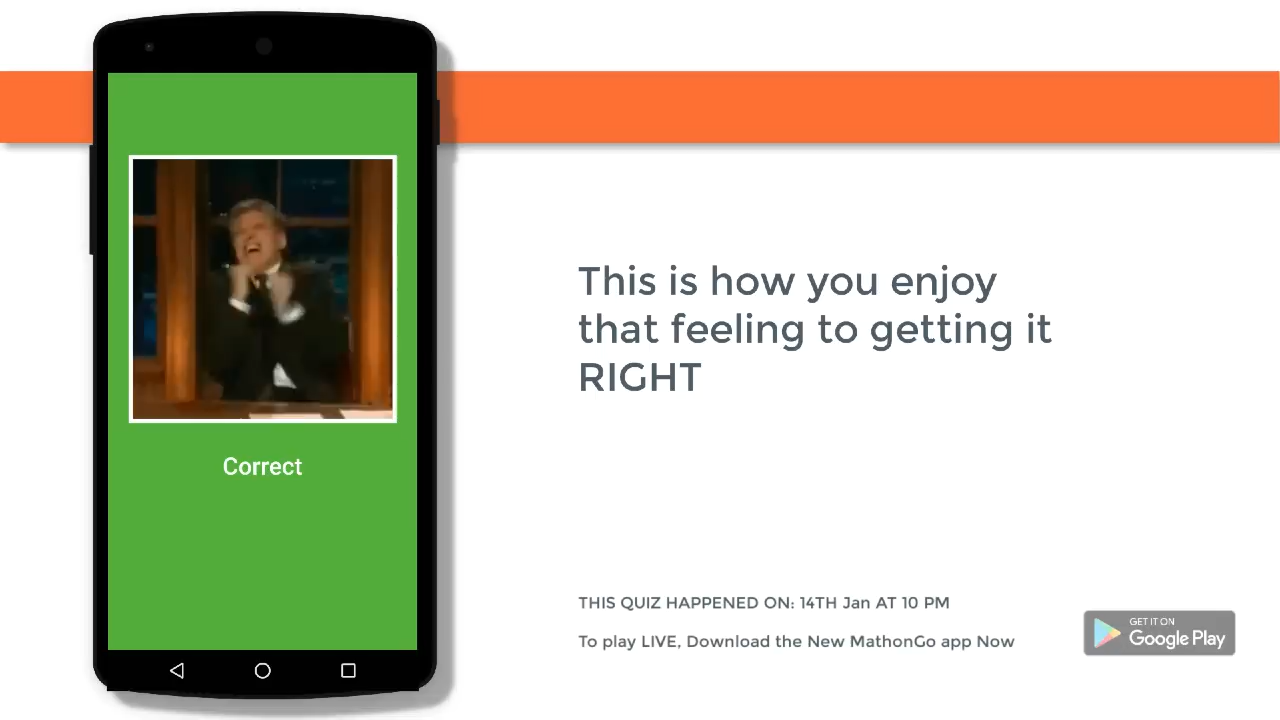 Correct
This is how you enjoy
that feeling to getting it
RIGHT
THIS QUIZ HAPPENED ON: 14TH Jan AT 10 PM
To play LIVE, Download the New MathonGo app Now
GET IT ON
Google Play